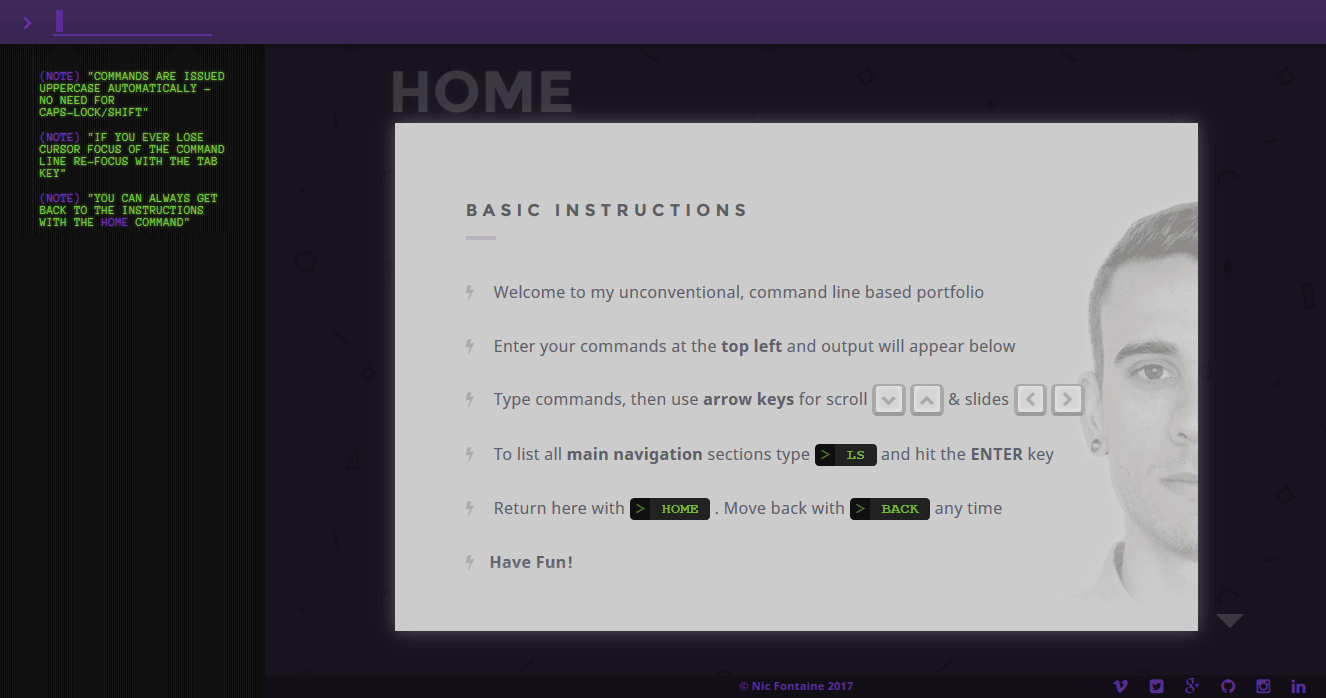 >
(NOTE) "COMMANDS ARE ISSUED
UPPERCASE AUTOMATICALLY –
NO NEED FOR
CAPS–LOCK/SHIFT"
(NOTE) "IF YOU EVER LOSE
CURSOR FOCUS OF THE COMMAND
LINE RE–FOCUS WITH THE TAB
KEY"
(NOTE) "YOU CAN ALWAYS GET
BACK TO THE INSTRUCTIONS
WITH THE HOME COMMAND"
HOME
BASIC INSTRUCTIONS
Welcome to my unconventional, command line based portfolio
Enter your commands at the top left and output will appear below
Type commands, then use arrow keys for scroll & slides
To list all main navigation sections type > LS and hit the ENTER key
Return here with > HOME . Move back with > BACK any time
Have Fun!
© Nic Fontaine 2017